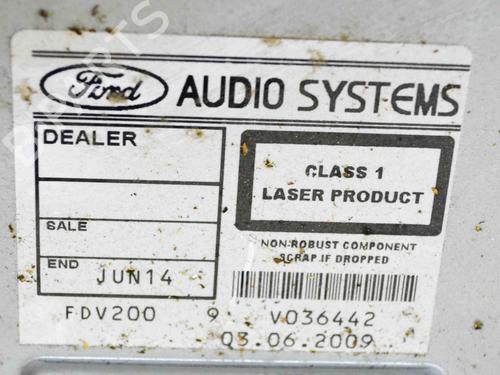 Ford AUDIO SYSTEMS
DEALER
CLASS 1
LASER PRODUCT
SALE
NON-ROBUST COMPONENT
SCRAP IF DROPPED
END JUN14
FDV200 9 V036442
03.06.2009